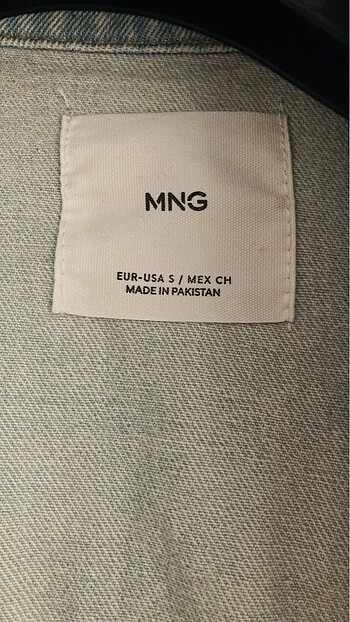 MNG
EUR-USA S / MEX CH
MADE IN PAKISTAN